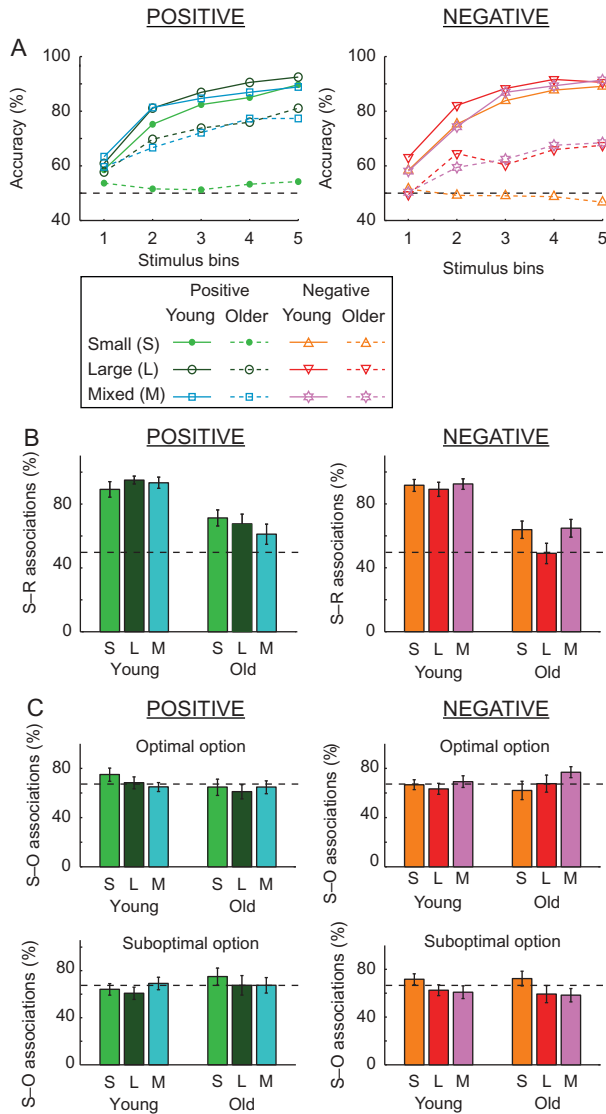 POSITIVE NEGATIVE
A
100 100
Accuracy (%) Accuracy (%)
80 80
60 60
40 40
1 2 3 4 5 1 2 3 4 5
Stimulus bins Stimulus bins
Positive Negative
Young Older Young Older
Small (S)
Large (L)
Mixed (M)
B
POSITIVE NEGATIVE
S–R associations (%) S–R associations (%)
80 80
40 40
0 0
S L M S L M S L M S L M
Young Old Young Old
C
POSITIVE NEGATIVE
S–O associations (%) S–O associations (%)
Optimal option Optimal option
80 80
40 40
0 0
S L M S L M S L M S L M
Young Old Young Old
S–O associations (%) S–O associations (%)
Suboptimal option Suboptimal option
80 80
40 40
0 0
S L M S L M S L M S L M
Young Old Young Old